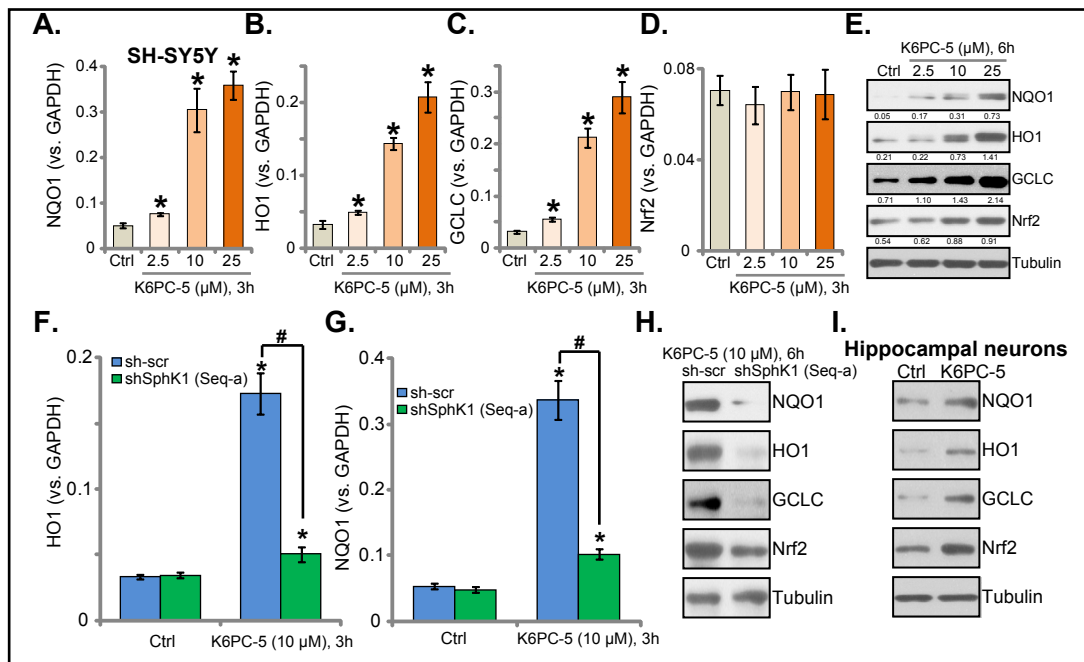 A.
SH-SY5Y
NQO1 (vs. GAPDH)
0.4
0.3
0.2
0.1
0
* * *
Ctrl 2.5 10 25
K6PC-5 (µM), 3h
B.
HO1 (vs. GAPDH)
0.2
0.1
0
* * *
Ctrl 2.5 10 25
K6PC-5 (µM), 3h
C.
GCLC (vs. GAPDH)
0.3
0.2
0.1
0
* * *
Ctrl 2.5 10 25
K6PC-5 (µM), 3h
D.
Nrf2 (vs. GAPDH)
0.08
0.04
0
Ctrl 2.5 10 25
K6PC-5 (µM), 3h
E.
K6PC-5 (µM), 6h
Ctrl 2.5 10 25
NQO1
0.05 0.17 0.31 0.73
HO1
0.21 0.22 0.73 1.41
GCLC
0.71 1.10 1.43 2.14
Nrf2
0.54 0.62 0.88 0.91
Tubulin
F.
sh-scr
shSphK1 (Seq-a)
HO1 (vs. GAPDH)
0.2
0.1
0
#
* *
Ctrl K6PC-5 (10 µM), 3h
G.
sh-scr
shSphK1 (Seq-a)
NQO1 (vs. GAPDH)
0.4
0.3
0.2
0.1
0
#
* *
Ctrl K6PC-5 (10 µM), 3h
H.
K6PC-5 (10 µM), 6h
sh-scr shSphK1 (Seq-a)
NQO1
HO1
GCLC
Nrf2
Tubulin
I.
Hippocampal neurons
Ctrl K6PC-5
NQO1
HO1
GCLC
Nrf2
Tubulin